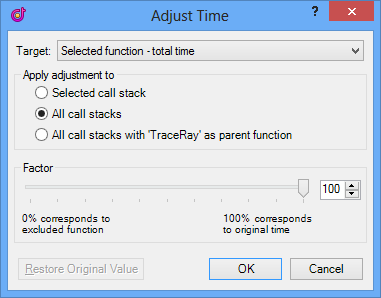 Adjust Time
?
Target: Selected function - total time
Apply adjustment to
Selected call stack
All call stacks
All call stacks with 'TraceRay' as parent function
Factor
100
0% corresponds to
excluded function
100% corresponds
to original time
Restore Original Value
OK
Cancel